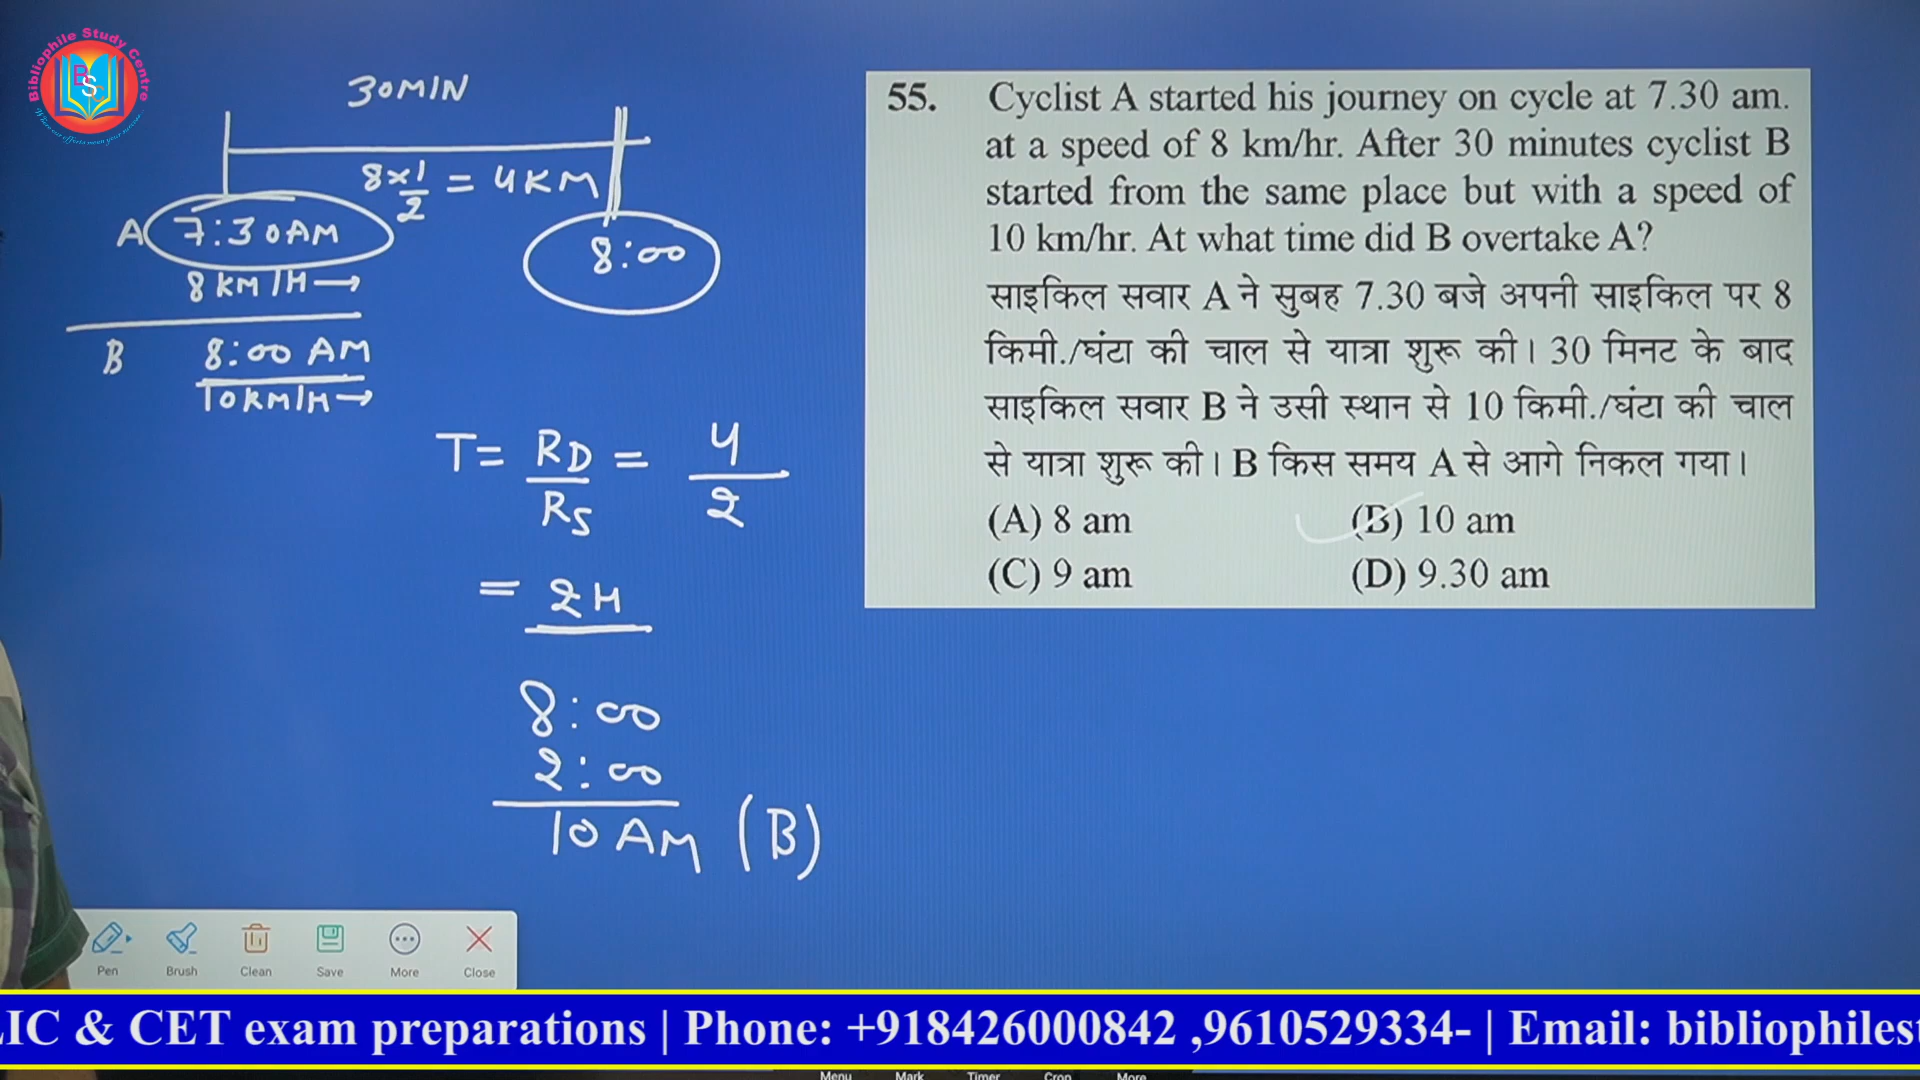 Bibliophile Study Centre
BSC
30MIN
8×1/2 = 4KM
A 7:30AM
8:00
8KM/H→
B 8:00 AM
10KM/H→
T= RD/RS = 4/2
= 2H
8:00
2:00
10 AM (B)
55. Cyclist A started his journey on cycle at 7.30 am.
at a speed of 8 km/hr. After 30 minutes cyclist B
started from the same place but with a speed of
10 km/hr. At what time did B overtake A?
साइकिल सवार A ने सुबह 7.30 बजे अपनी साइकिल पर 8
किमी./घंटा की चाल से यात्रा शुरू की। 30 मिनट के बाद
साइकिल सवार B ने उसी स्थान से 10 किमी./घंटा की चाल
से यात्रा शुरू की। B किस समय A से आगे निकल गया।
(A) 8 am (B) 10 am
(C) 9 am (D) 9.30 am
Pen Brush Clean Save More Close
LIC & CET exam preparations | Phone: +918426000842 ,9610529334- | Email: bibliophilest
Menu Mark Timer Crop More